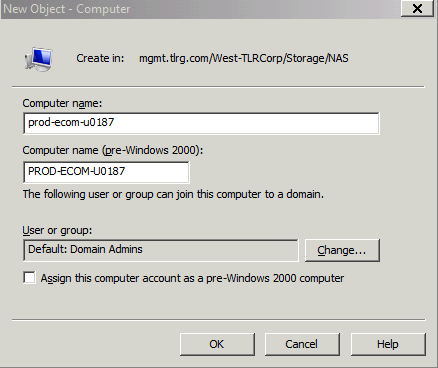 New Object - Computer
Create in: mgmt.tlrg.com/West-TLRCorp/Storage/NAS
Computer name:
prod-ecom-u0187
Computer name (pre-Windows 2000):
PROD-ECOM-U0187
The following user or group can join this computer to a domain.
User or group:
Default: Domain Admins
Change...
Assign this computer account as a pre-Windows 2000 computer
OK Cancel Help